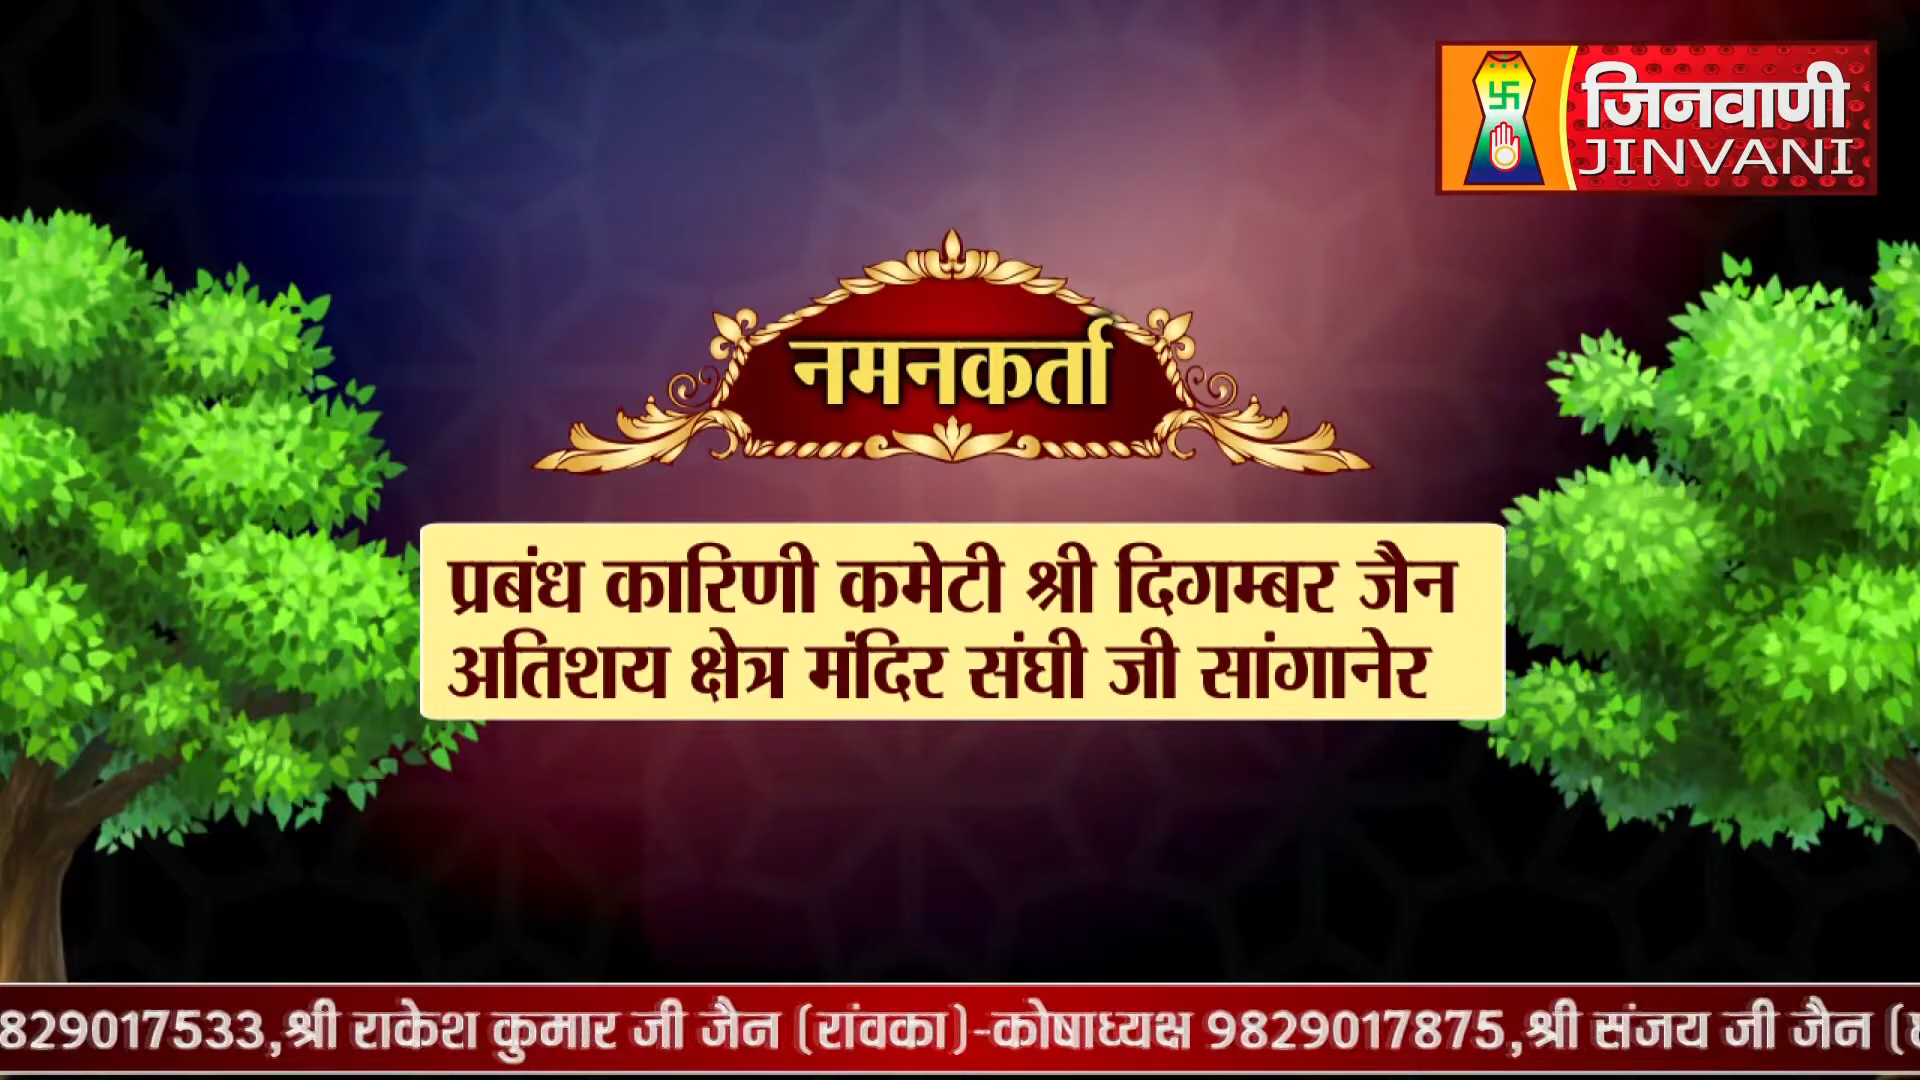 जिनवाणी
JINVANI
नमनकर्ता
प्रबंध कारिणी कमेटी श्री दिगम्बर जैन
अतिशय क्षेत्र मंदिर संघी जी सांगानेर
829017533,श्री राकेश कुमार जी जैन (रांवका)-कोषाध्यक्ष 9829017875,श्री संजय जी जैन (